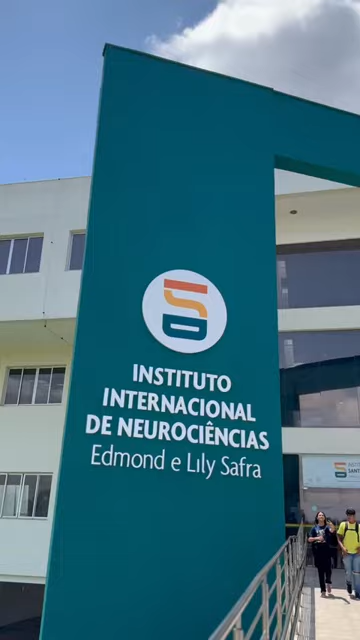 INSTITUTO
INTERNACIONAL
DE NEUROCIÊNCIAS
Edmond e Lily Safra